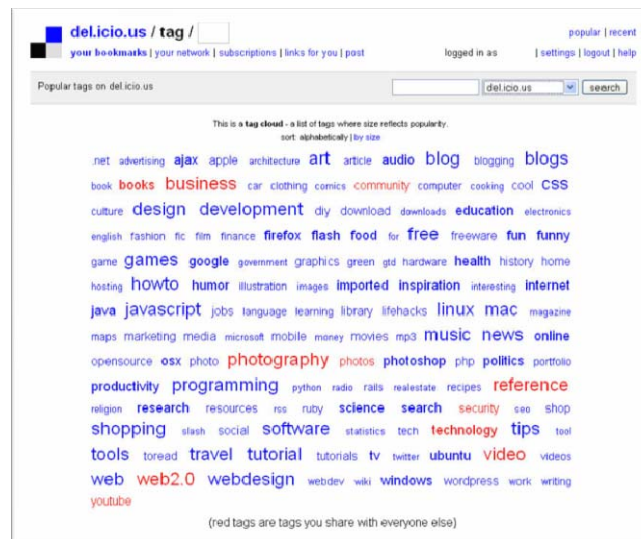 del.icio.us / tag /
popular | recent
your bookmarks | your network | subscriptions | links for you | post
logged in as | settings | logout | help
Popular tags on del.icio.us
del.icio.us search
This is a tag cloud - a list of tags where size reflects popularity.
sort: alphabetically | by size
.net advertising ajax apple architecture art article audio blog blogging blogs
book books business car clothing comics community computer cooking cool css
culture design development diy download downloads education electronics
english fashion fic film finance firefox flash food for free freeware fun funny
game games google government graphics green gtd hardware health history home
hosting howto humor illustration images imported inspiration interesting internet
java javascript jobs language learning library lifehacks linux mac magazine
maps marketing media microsoft mobile money movies mp3 music news online
opensource osx photo photography photos photoshop php politics portfolio
productivity programming python radio rails realestate recipes reference
religion research resources rss ruby science search security seo shop
shopping slash social software statistics tech technology tips tool
tools toread travel tutorial tutorials tv twitter ubuntu video videos
web web2.0 webdesign webdev wiki windows wordpress work writing
youtube
(red tags are tags you share with everyone else)